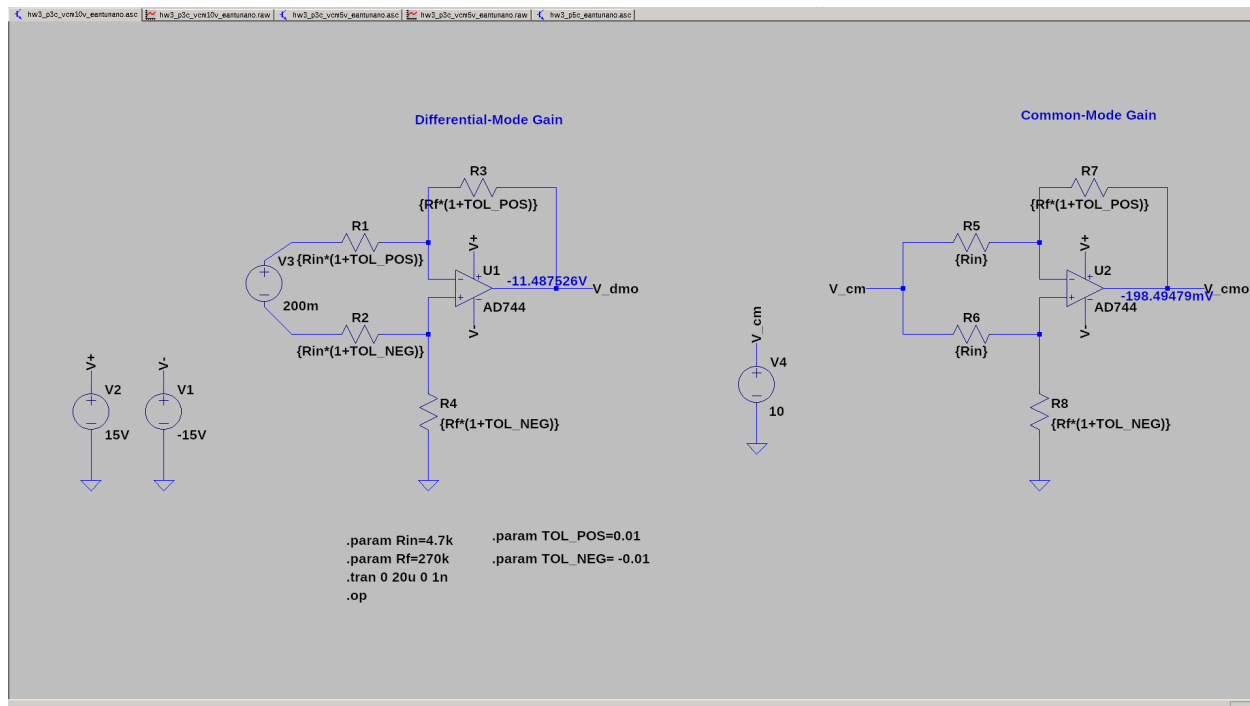 hw3_p3c_vcm10v_eantunano.asc
hw3_p3c_vcm10v_eantunano.raw
hw3_p3c_vcm5v_eantunano.asc
hw3_p3c_vcm5v_eantunano.raw
hw3_p5c_eantunano.asc
Differential-Mode Gain
Common-Mode Gain
R3
{Rf*(1+TOL_POS)}
R1
{Rin*(1+TOL_POS)}
V3
200m
V+
U1
-11.487526V
V_dmo
AD744
V-
R2
{Rin*(1+TOL_NEG)}
R4
{Rf*(1+TOL_NEG)}
V+
V2
15V
V-
V1
-15V
V_cm
V4
10
R7
{Rf*(1+TOL_POS)}
R5
{Rin}
V+
U2
V_cm
-198.49479mV
V_cmo
AD744
V-
R6
{Rin}
R8
{Rf*(1+TOL_NEG)}
.param Rin=4.7k
.param Rf=270k
.tran 0 20u 0 1n
.op
.param TOL_POS=0.01
.param TOL_NEG= -0.01